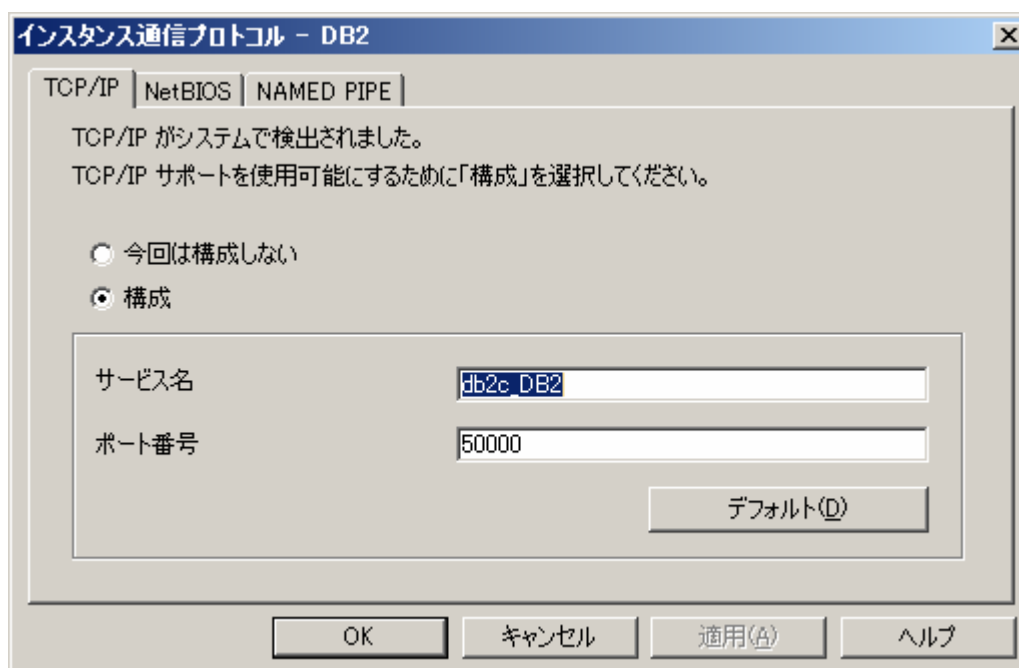 インスタンス通信プロトコル - DB2
TCP/IP NetBIOS NAMED PIPE
TCP/IP がシステムで検出されました。
TCP/IP サポートを使用可能にするために「構成」を選択してください。
今回は構成しない
構成
サービス名 db2c_DB2
ポート番号 50000
デフォルト(D)
OK キャンセル 適用(A) ヘルプ